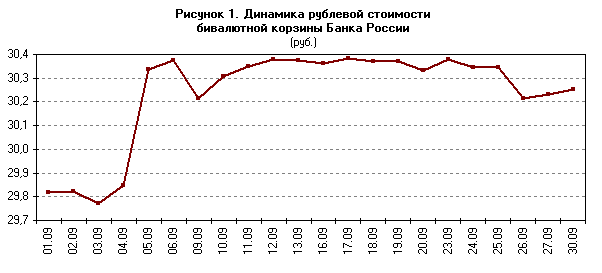 Рисунок 1. Динамика рублевой стоимости
бивалютной корзины Банка России
(руб.)
30,4
30,3
30,2
30,1
30,0
29,9
29,8
29,7
01.09 02.09 03.09 04.09 05.09 06.09 09.09 10.09 11.09 12.09 13.09 16.09 17.09 18.09 19.09 20.09 23.09 24.09 25.09 26.09 27.09 30.09